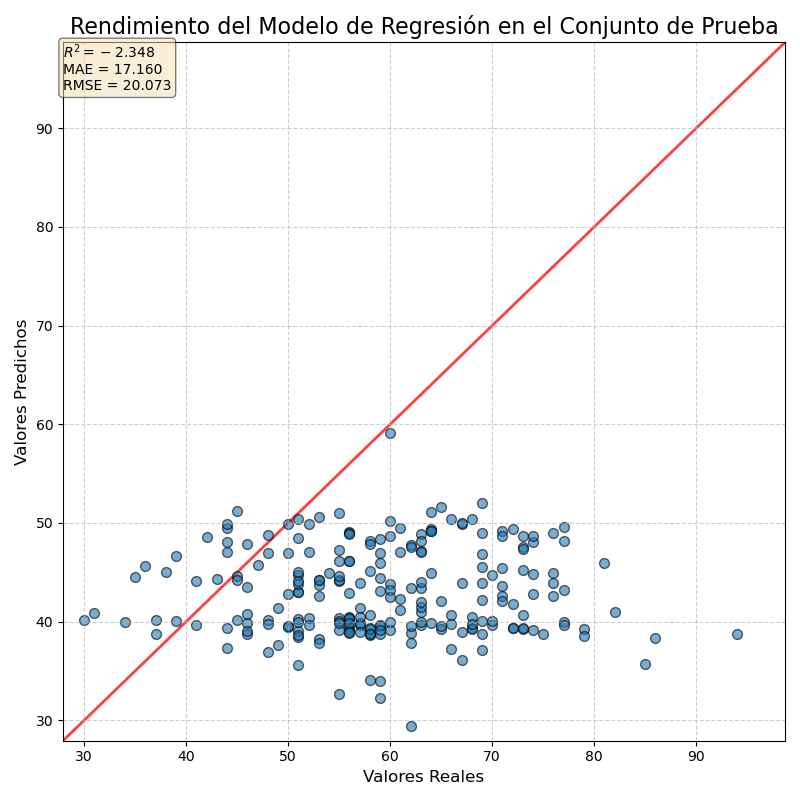 Rendimiento del Modelo de Regresión en el Conjunto de Prueba
R² = −2.348
MAE = 17.160
RMSE = 20.073
90
80
70
60
50
40
30
Valores Predichos
30 40 50 60 70 80 90
Valores Reales